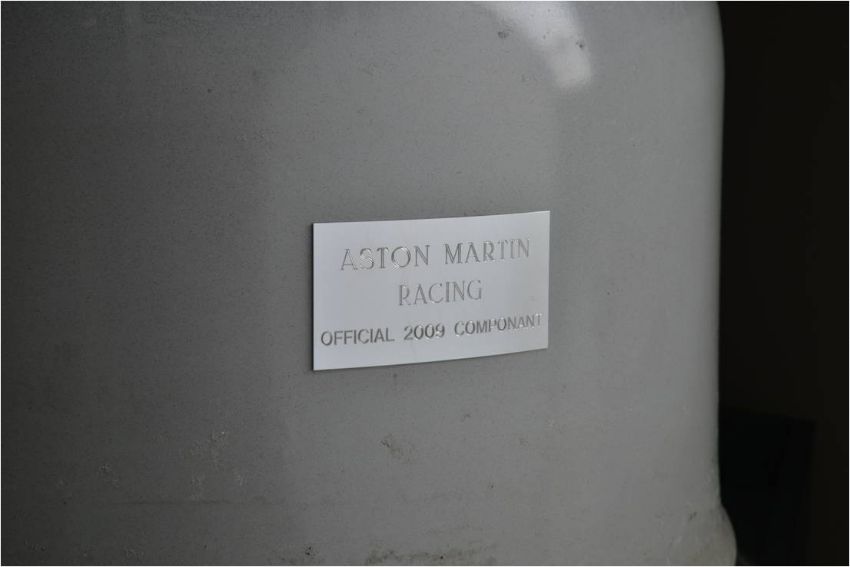 ASTON MARTIN
RACING
OFFICIAL 2009 COMPONANT